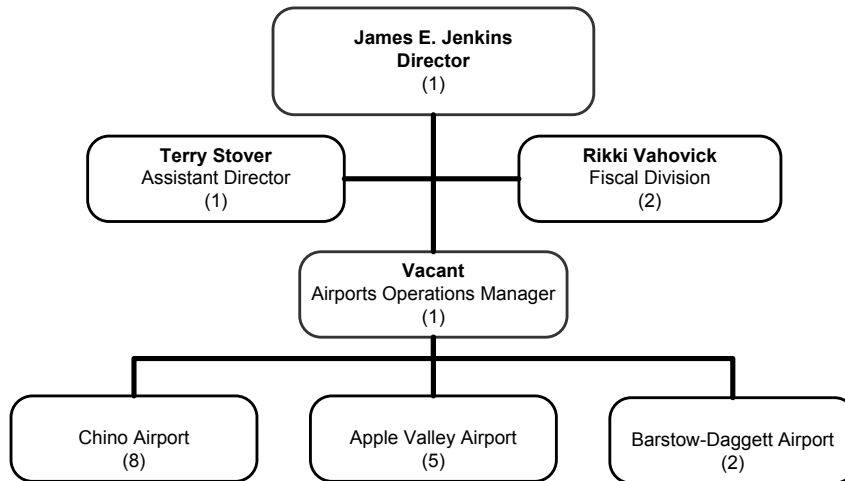 James E. Jenkins
Director
(1)
Terry Stover
Assistant Director
(1)
Rikki Vahovick
Fiscal Division
(2)
Vacant
Airports Operations Manager
(1)
Chino Airport
(8)
Apple Valley Airport
(5)
Barstow-Daggett Airport
(2)